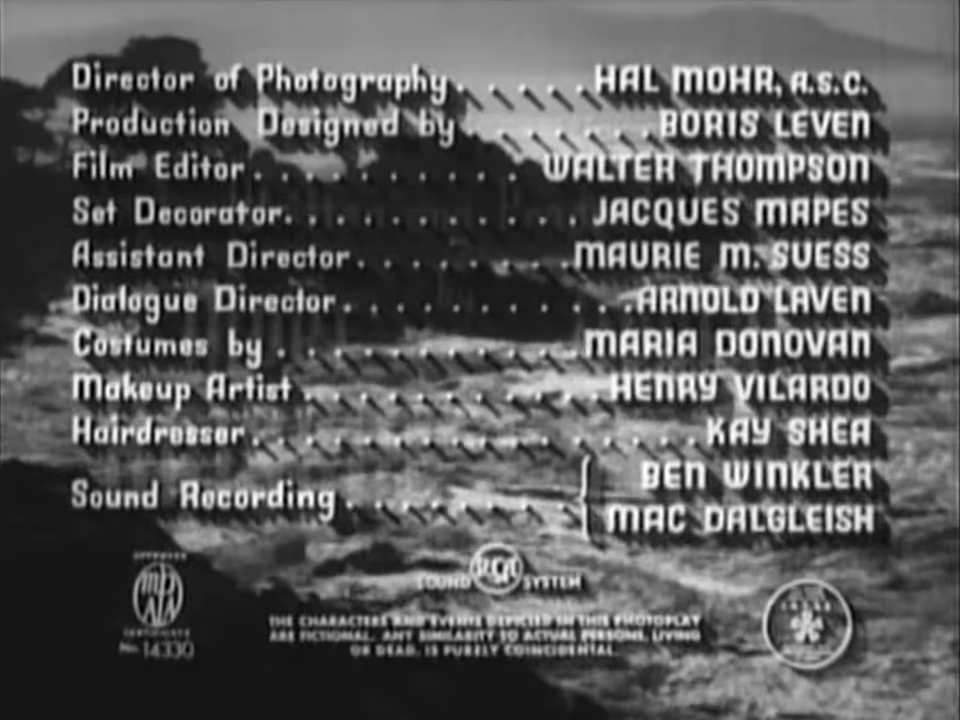 Director of Photography......HAL MOHR, A.S.C.
Production Designed by.......BORIS LEVEN
Film Editor..........WALTER THOMPSON
Set Decorator...........JACQUES MAPES
Assistant Director........MAURIE M. SUESS
Dialogue Director...........ARNOLD LAVEN
Costumes by...........MARIA DONOVAN
Makeup Artist...........HENRY VILARDO
Hairdresser................KAY SHEA
Sound Recording.......{ BEN WINKLER
MAC DALGLEISH
APPROVED
MPAA
CERTIFICATE
No. 14330
SOUND RCA SYSTEM
THE CHARACTERS AND EVENTS DEPICTED IN THIS PHOTOPLAY
ARE FICTIONAL. ANY SIMILARITY TO ACTUAL PERSONS, LIVING
OR DEAD, IS PURELY COINCIDENTAL.